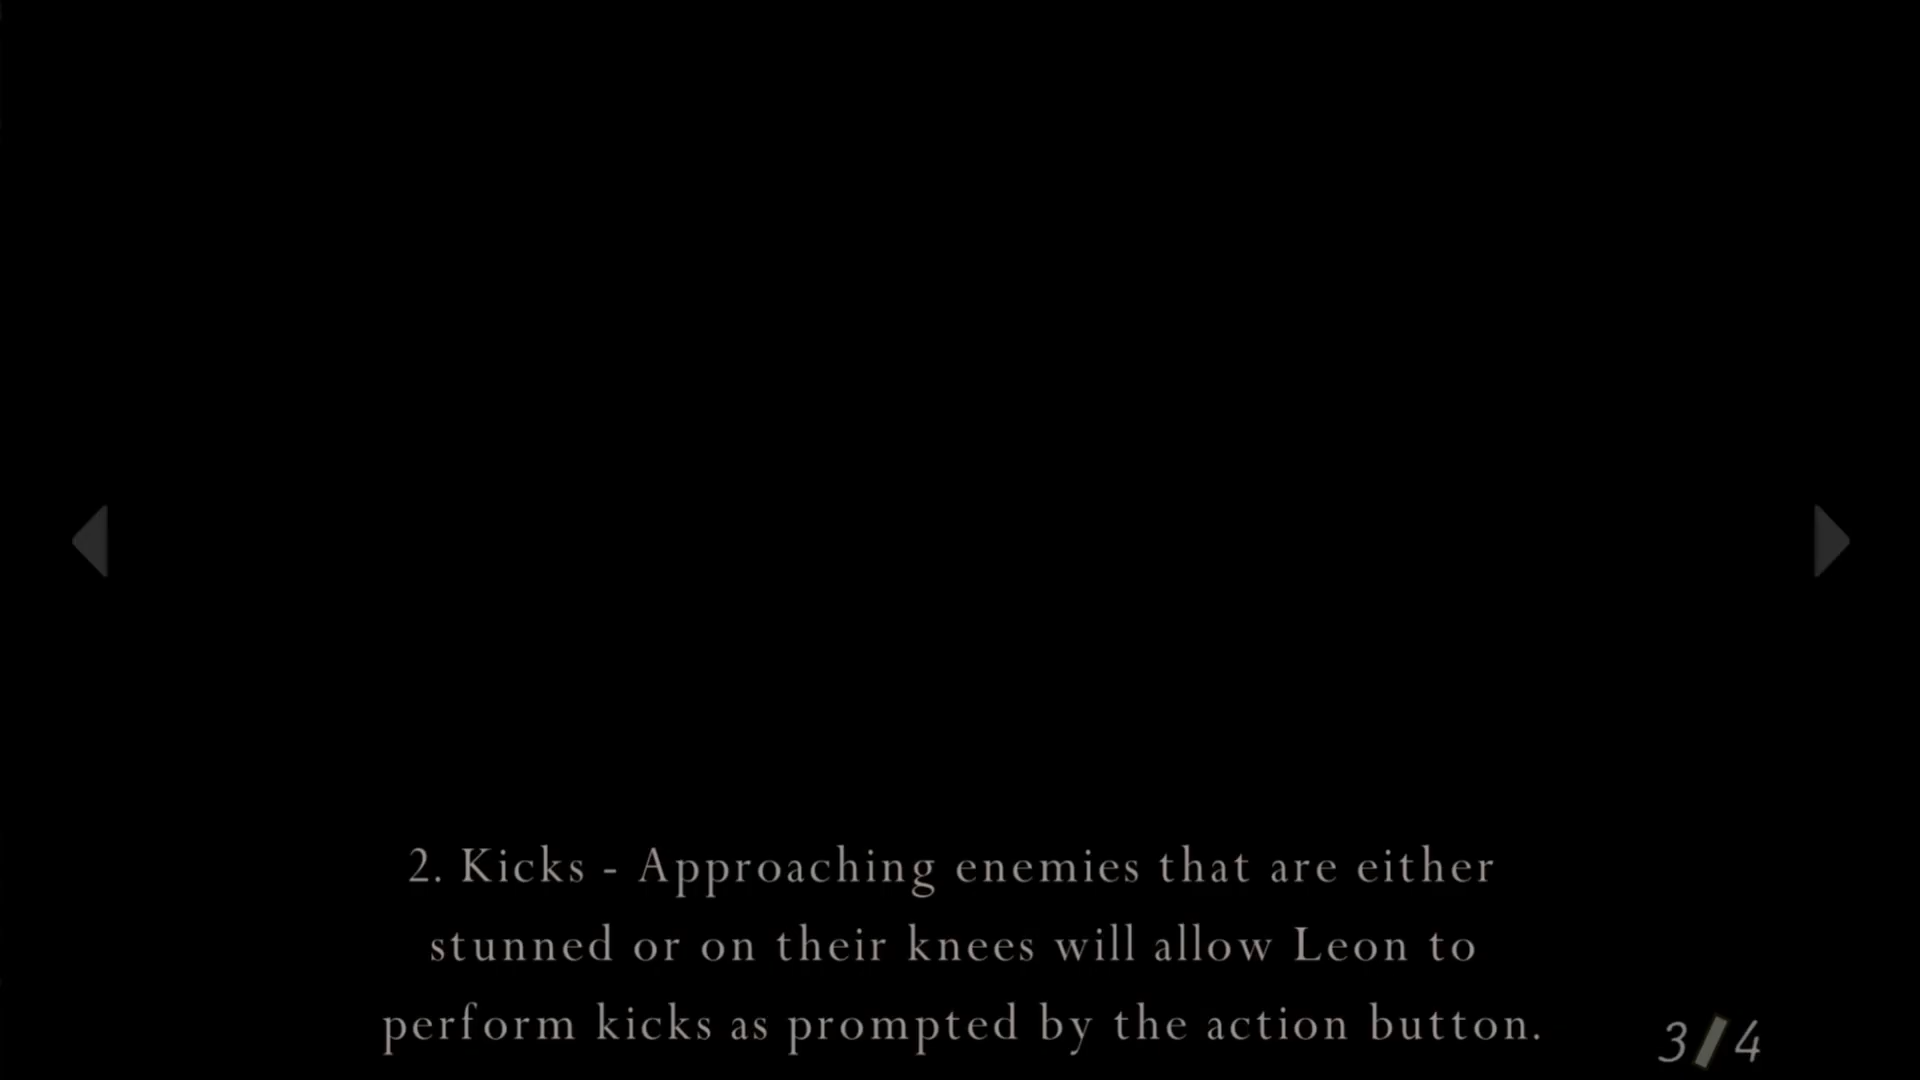 2. Kicks - Approaching enemies that are either
stunned or on their knees will allow Leon to
perform kicks as prompted by the action button.
3/4